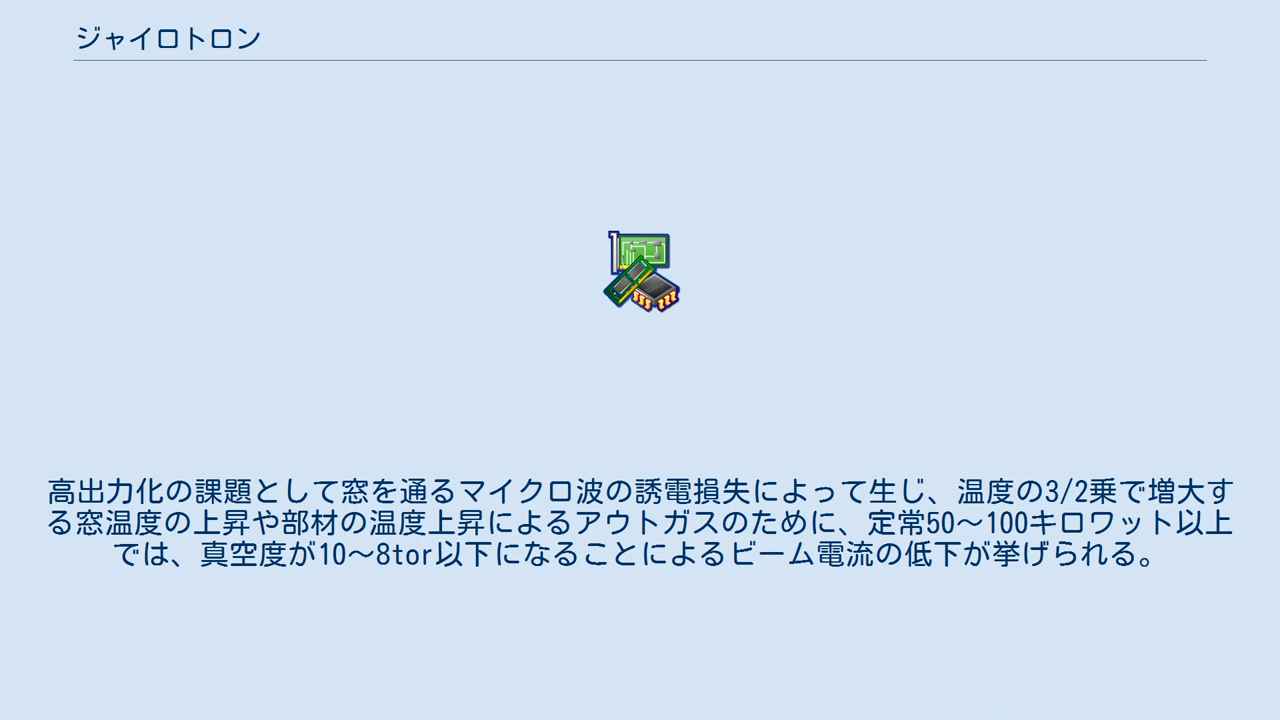 ジャイロトロン
高出力化の課題として窓を通るマイクロ波の誘電損失によって生じ、温度の3/2乗で増大す
る窓温度の上昇や部材の温度上昇によるアウトガスのために、定常50～100キロワット以上
では、真空度が10～8tor以下になることによるビーム電流の低下が挙げられる。